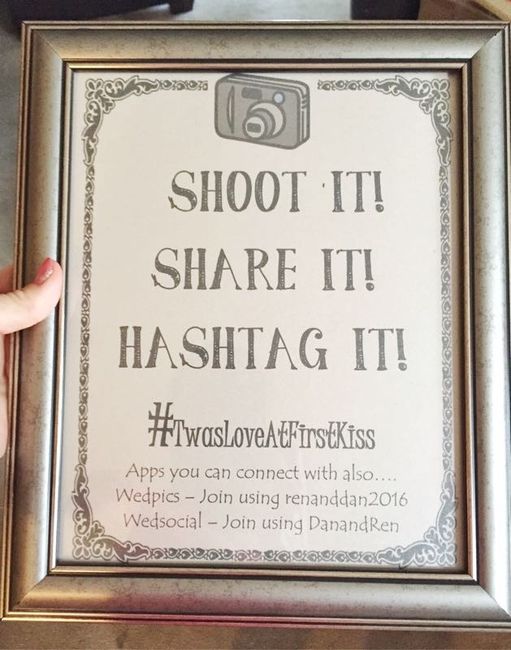 SHOOT IT!
SHARE IT!
HASHTAG IT!
#TwasLoveAtFirstKiss
Apps you can connect with also....
Wedpics – Join using renanddan2016
Wedsocial – Join using DanandRen